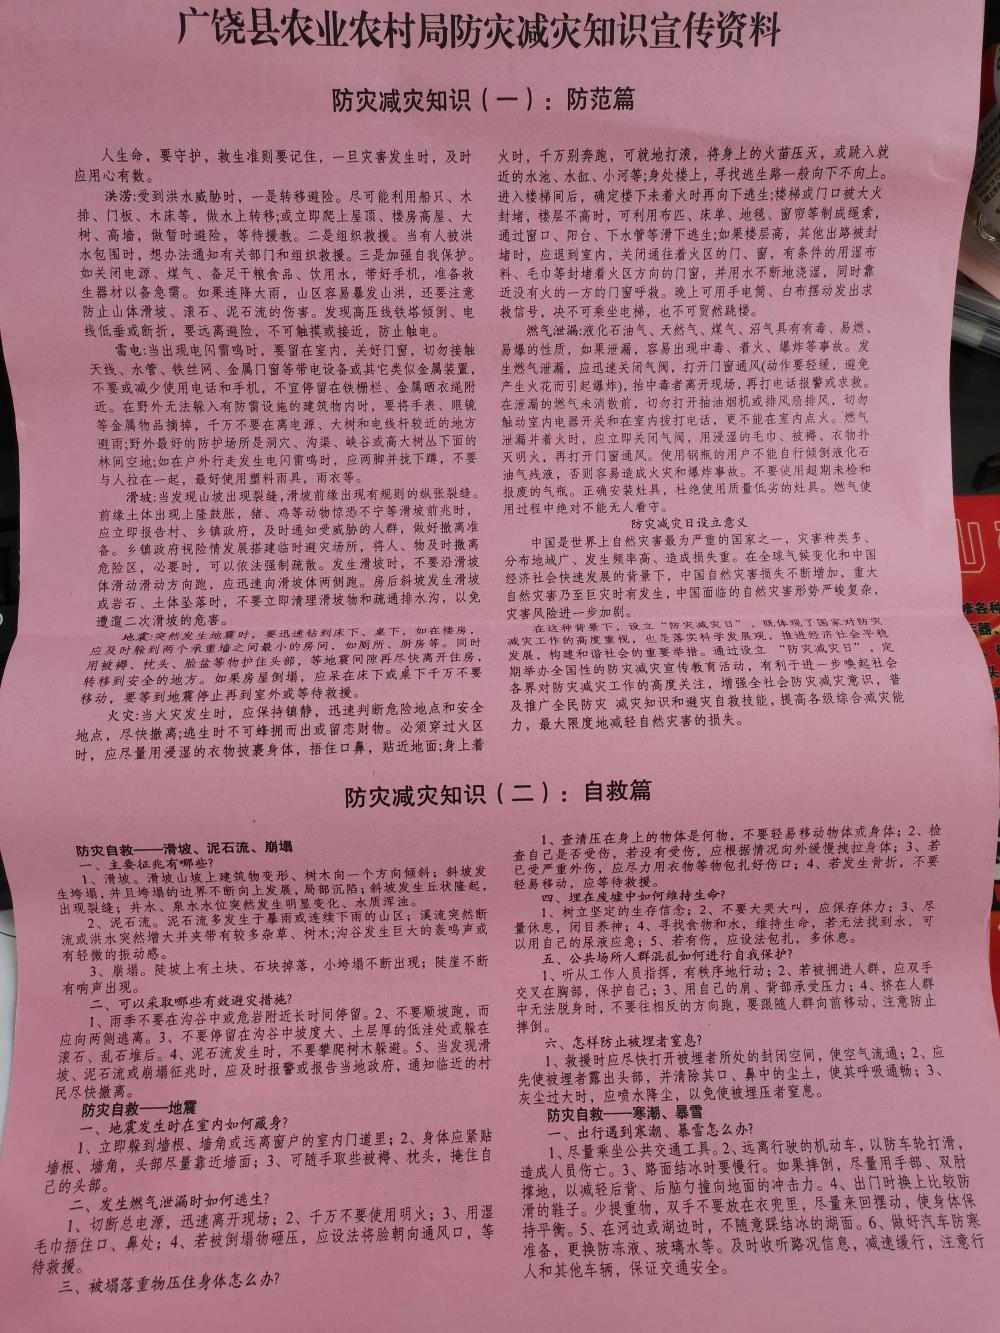 广饶县农业农村局防灾减灾知识宣传资料
防灾减灾知识(一):防范篇
人生命,要守护,救生准则要记住,一旦灾害发生时,及时
应用心有数。
洪涝:受到洪水威胁时,一是转移避险。尽可能利用船只、木
排、门板、木床等,做水上转移;或立即爬上屋顶、楼房高屋、大
树、高墙,做暂时避险,等待援教。二是组织救援。当有人被洪
水包围时,想办法通知有关部门和组织救援。三是加强自我保护。
如关闭电源、煤气、备足干粮食品、饮用水,带好手机,准备救
生器材以备急需。如果连降大雨,山区容易暴发山洪,还要注意
防止山体滑坡、滚石、泥石流的伤害。发现高压线铁塔倾倒、电
线低垂或断折,要远离避险,不可触摸或接近,防止触电。
雷电:当出现电闪雷鸣时,要留在室内,关好门窗,切勿接触
天线、水管、铁丝网、金属门窗等带电设备或其它类似金属装置,
不要或减少使用电话和手机,不宜停留在铁栅栏、金属晒衣绳附
近。在野外无法躲入有防雷设施的建筑物内时,要将手表、眼镜
等金属物品摘掉,千万不要在离电源、大树和电线杆较近的地方
避雨;野外最好的防护场所是洞穴、沟渠、峡谷或高大树丛下面的
林间空地;如在户外行走发生电闪雷鸣时,应两脚并拢下蹲,不要
与人拉在一起,最好使用塑料雨具,雨衣等。
滑坡:当发现山坡出现裂缝,滑坡前缘出现有规则的纵张裂缝。
前缘土体出现上隆鼓胀,猪、鸡等动物惊恐不宁等滑坡前兆时,
应立即报告村、乡镇政府,及时通知受威胁的人群,做好撤离准
备。乡镇政府视险情发展搭建临时避灾场所,将人、物及时撤离
危险区,必要时,可以依法强制疏散。发生滑坡时,不要沿滑坡
体滑动滑动方向跑,应迅速向滑坡体两侧跑。房后斜坡发生滑坡
或岩石、土体坠落时,不要立即清理滑坡物和疏通排水沟,以免
遭遛二次滑坡的危害。
地震:突然发生地震时,要迅速钻到床下、桌下,如在楼房,
应及时躲到两个承重墙之间最小的房间,如厕所、厨房等。同时
用被褥、枕头、脸盆等物护住头部,等地震间隙再尽快离开住房,
转移到安全的地方。如果房屋倒塌,应呆在床下或桌下千万不要
移动,要等到地震停止再到室外或等待救援。
火灾:当火灾发生时,应保持镇静,迅速判断危险地点和安全
地点,尽快撤离;逃生时不可蜂拥而出或留恋财物。必须穿过火区
时,应尽量用浸湿的衣物披裹身体,捂住口鼻,贴近地面;身上着
火时,千万别奔跑,可就地打滚,将身上的火苗压灭,或跳入就
近的水池、水缸、小河等;身处楼上,寻找逃生路一般向下不向上。
进入楼梯间后,确定楼下未着火时再向下逃生;楼梯或门口被大火
封堵,楼层不高时,可利用布匹、床单、地毯、窗帘等制成绳索,
通过窗口、阳台、下水管等滑下逃生;如果楼层高,其他出路被封
堵时,应退到室内,关闭通往着火区的门、窗,有条件的用湿布
料、毛巾等封堵着火区方向的门窗,并用水不断地浇湿,同时靠
近没有火的一方的门窗呼救。晚上可用手电筒、白布摆动发出求
救信号,决不可乘坐电梯,也不可贸然跳楼。
燃气泄漏:液化石油气、天然气、煤气、沼气具有有毒、易燃、
易爆的性质,如果泄漏,容易出现中毒、着火、爆炸等事故。发
生燃气泄漏,应迅速关闭气阀,打开门窗通风(动作要轻缓,避免
产生火花而引起爆炸),抬中毒者离开现场,再打电话报警或求救。
在泄漏的燃气未消散前,切勿打开抽油烟机或排风扇排风,切勿
触动室内电器开关和在室内拨打电话,更不能在室内点火。燃气
泄漏并着火时,应立即关闭气阀,用浸湿的毛巾、被褥、衣物扑
灭明火,再打开门窗通风。使用钢瓶的用户不能自行倾倒液化石
油气残液,否则容易造成火灾和爆炸事故。不要使用超期未检和
报废的气瓶。正确安装灶具,杜绝使用质量低劣的灶具。燃气使
用过程中绝对不能无人看守。
防灾减灾日设立意义
中国是世界上自然灾害最为严重的国家之一,灾害种类多、
分布地域广、发生频率高、造成损失重。在全球气候变化和中国
经济社会快速发展的背景下,中国自然灾害损失不断增加,重大
自然灾害乃至巨灾时有发生,中国面临的自然灾害形势严峻复杂,
灾害风险进一步加剧。
在这种背景下,设立“防灾减灾日”,既体现了国家对防灾
减灾工作的高度重视,也是落实科学发展观,推进经济社会平稳
发展,构建和谐社会的重要举措。通过设立 “防灾减灾日”,定
期举办全国性的防灾减灾宣传教育活动,有利于进一步唤起社会
各界对防灾减灾工作的高度关注,增强全社会防灾减灾意识,普
及推广全民防灾 减灾知识和避灾自救技能,提高各级综合减灾能
力,最大限度地减轻自然灾害的损失。
防灾减灾知识(二):自救篇
防灾自救——滑坡、泥石流、崩塌
一、主要征兆有哪些?
1、滑坡。滑坡山坡上建筑物变形、树木向一个方向倾斜;斜坡发
生垮塌,并且垮塌的边界不断向上发展,局部沉陷;斜坡发生丘状隆起,
出现裂缝;井水、泉水水位突然发生明显变化、水质浑浊。
2、泥石流。泥石流多发生于暴雨或连续下雨的山区;溪流突然断
流或洪水突然增大并夹带有较多杂草、树木;沟谷发生巨大的轰鸣声或
有轻微的振动感。
3、崩塌。陡坡上有土块、石块掉落,小垮塌不断出现;陡崖不断
有响声出现。
二、可以采取哪些有效避灾措施?
1、雨季不要在沟谷中或危岩附近长时间停留。2、不要顺坡跑,而
应向两侧逃离。3、不要停留在沟谷中坡度大、土层厚的低洼处或躲在
滚石、乱石堆后。4、泥石流发生时,不要攀爬树木躲避。5、当发现滑
坡、泥石流或崩塌征兆时,应及时报警或报告当地政府,通知临近的村
民尽快撤离。
防灾自救——地震
一、地震发生时在室内如何藏身?
1、立即躲到墙根、墙角或远离窗户的室内门道里;2、身体应紧贴
墙根、墙角,头部尽量靠近墙面;3、可随手取些被褥、枕头,掩住自
己的头部。
二、发生燃气泄漏时如何逃生?
1、切断总电源,迅速离开现场;2、千万不要使用明火;3、用湿
毛巾捂住口、鼻处;4、若被倒塌物砸压,应设法将脸朝向通风口,等
待救援。
三、被塌落重物压住身体怎么办?
1、查清压在身上的物体是何物,不要轻易移动物体或身体;2、检
查自己是否受伤,若没有受伤,应根据情况向外缓慢拽拉身体;3、若
已受严重外伤,应尽力用衣物等物包扎好伤口;4、若发生骨折,不要
轻易移动,应等待救援。
四、埋在废墟中如何维持生命?
1、树立坚定的生存信念;2、不要大哭大叫,应保存体力;3、尽
量休息,闭目养神;4、寻找食物和水,维持生命,若无法找到水,可
以用自己的尿液应急;5、若有伤,应设法包扎,多休息。
五、公共场所人群混乱如何进行自我保护?
1、听从工作人员指挥,有秩序地行动;2、若被拥进人群,应双手
交叉在胸部,保护自己;3、用自己的肩、背部承受压力;4、挤在人群
中无法脱身时,不要往相反的方向跑,要跟随人群向前移动,注意防止
摔倒。
六、怎样防止被埋者窒息?
1、救援时应尽快打开被埋者所处的封闭空间,使空气流通;2、应
先使被埋者露出头部,并清除其口、鼻中的尘土,使其呼吸通畅;3、
灰尘过大时,应喷水降尘,以免使被埋压者窒息。
防灾自救——寒潮、暴雪
一、出行遇到寒潮、暴雪怎么办?
1、尽量乘坐公共交通工具。2、远离行驶的机动车,以防车轮打滑,
造成人员伤亡。3、路面结冰时要慢行。如果摔倒,尽量用手部、双肘
撑地,以减轻后背、后脑勺撞向地面的冲击力。4、出门时换上比较防
滑的鞋子。少提重物,双手不要放在衣兜里,尽量来回摆动,使身体保
持平衡。5、在河边或湖边时,不随意踩结冰的湖面。6、做好汽车防寒
准备,更换防冻液、玻璃水等。及时收听路况信息,减速缓行,注意行
人和其他车辆,保证交通安全。